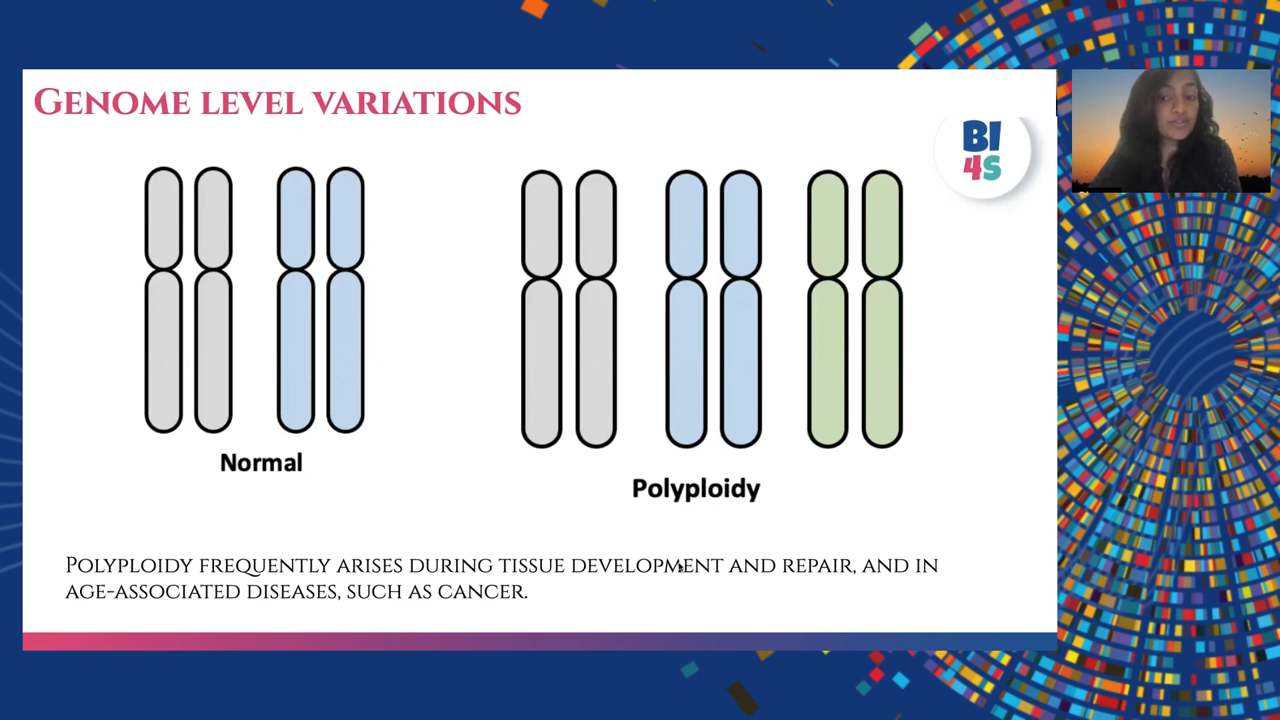 Genome level variations
BI
4S
Normal
Polyploidy
Polyploidy frequently arises during tissue development and repair, and in
age-associated diseases, such as cancer.